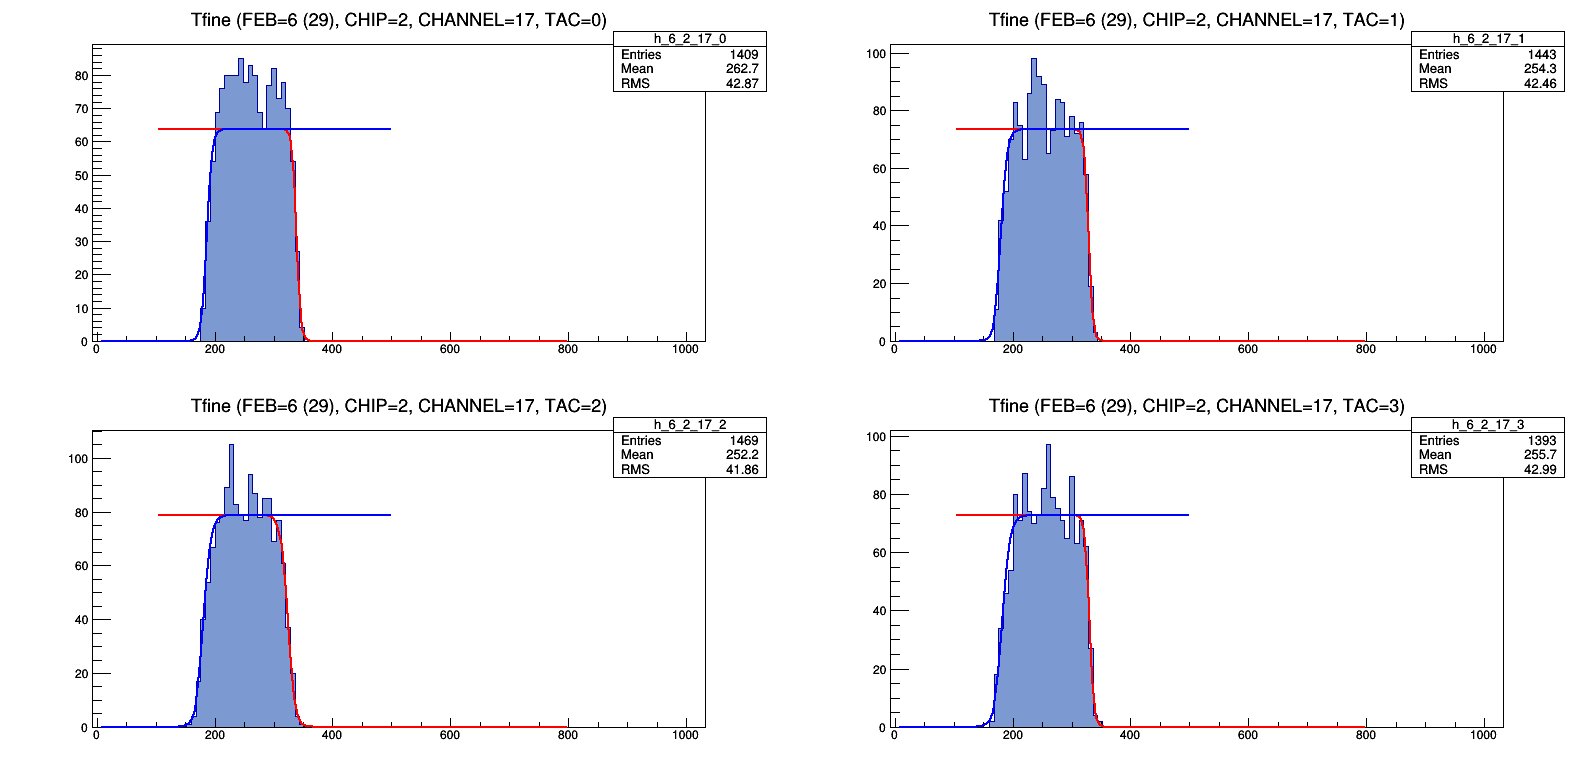 Tfine (FEB=6 (29), CHIP=2, CHANNEL=17, TAC=0)
h_6_2_17_0
Entries 1409
Mean 262.7
RMS 42.87
80
70
60
50
40
30
20
10
0
0 200 400 600 800 1000
Tfine (FEB=6 (29), CHIP=2, CHANNEL=17, TAC=1)
h_6_2_17_1
Entries 1443
Mean 254.3
RMS 42.46
100
80
60
40
20
0
0 200 400 600 800 1000
Tfine (FEB=6 (29), CHIP=2, CHANNEL=17, TAC=2)
h_6_2_17_2
Entries 1469
Mean 252.2
RMS 41.86
100
80
60
40
20
0
0 200 400 600 800 1000
Tfine (FEB=6 (29), CHIP=2, CHANNEL=17, TAC=3)
h_6_2_17_3
Entries 1393
Mean 255.7
RMS 42.99
100
80
60
40
20
0
0 200 400 600 800 1000